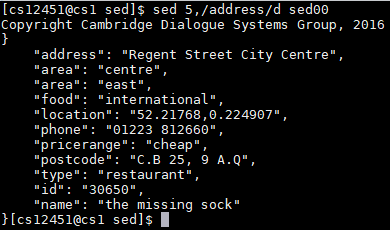 [cs12451@cs1 sed]$ sed 5,/address/d sed00
Copyright Cambridge Dialogue Systems Group, 2016
}
"address": "Regent Street City Centre",
"area": "centre",
"area": "east",
"food": "international",
"location": "52.21768,0.224907",
"phone": "01223 812660",
"pricerange": "cheap",
"postcode": "C.B 25, 9 A.Q",
"type": "restaurant",
"id": "30650",
"name": "the missing sock"
}[cs12451@cs1 sed]$